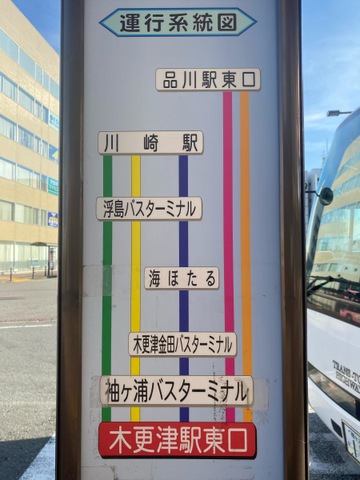 運行系統図
品川駅東口
川崎駅
浮島バスターミナル
海ほたる
木更津金田バスターミナル
袖ヶ浦バスターミナル
木更津駅東口